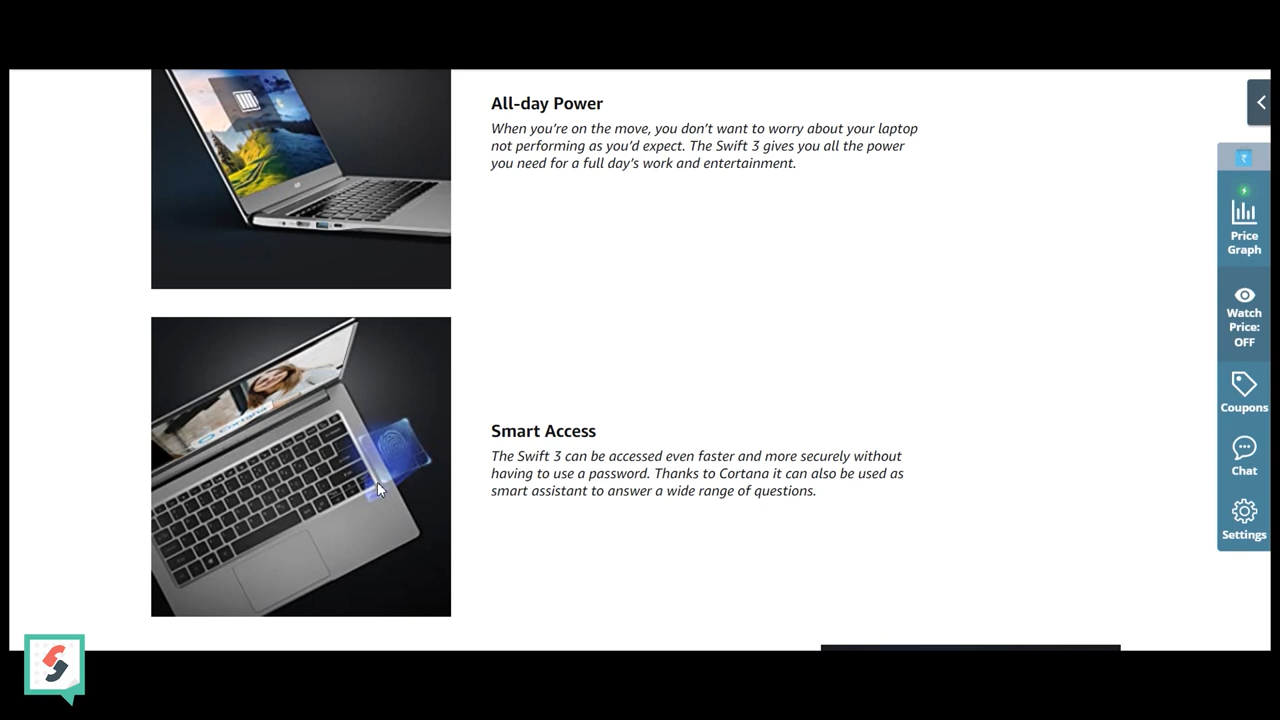 All-day Power
When you’re on the move, you don’t want to worry about your laptop
not performing as you’d expect. The Swift 3 gives you all the power
you need for a full day’s work and entertainment.
Smart Access
The Swift 3 can be accessed even faster and more securely without
having to use a password. Thanks to Cortana it can also be used as
smart assistant to answer a wide range of questions.
Cortana
₹
Price
Graph
Watch
Price:
OFF
Coupons
Chat
Settings